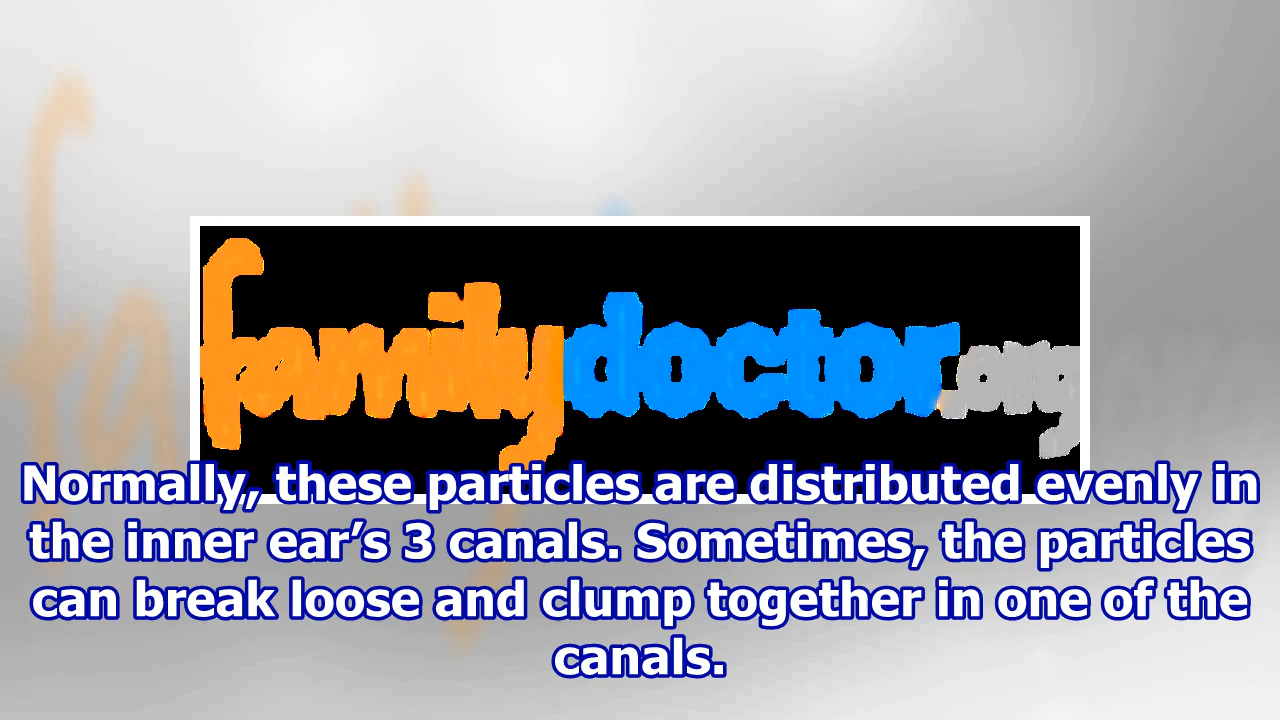 familydoctor.org
Normally, these particles are distributed evenly in
the inner ear’s 3 canals. Sometimes, the particles
can break loose and clump together in one of the
canals.